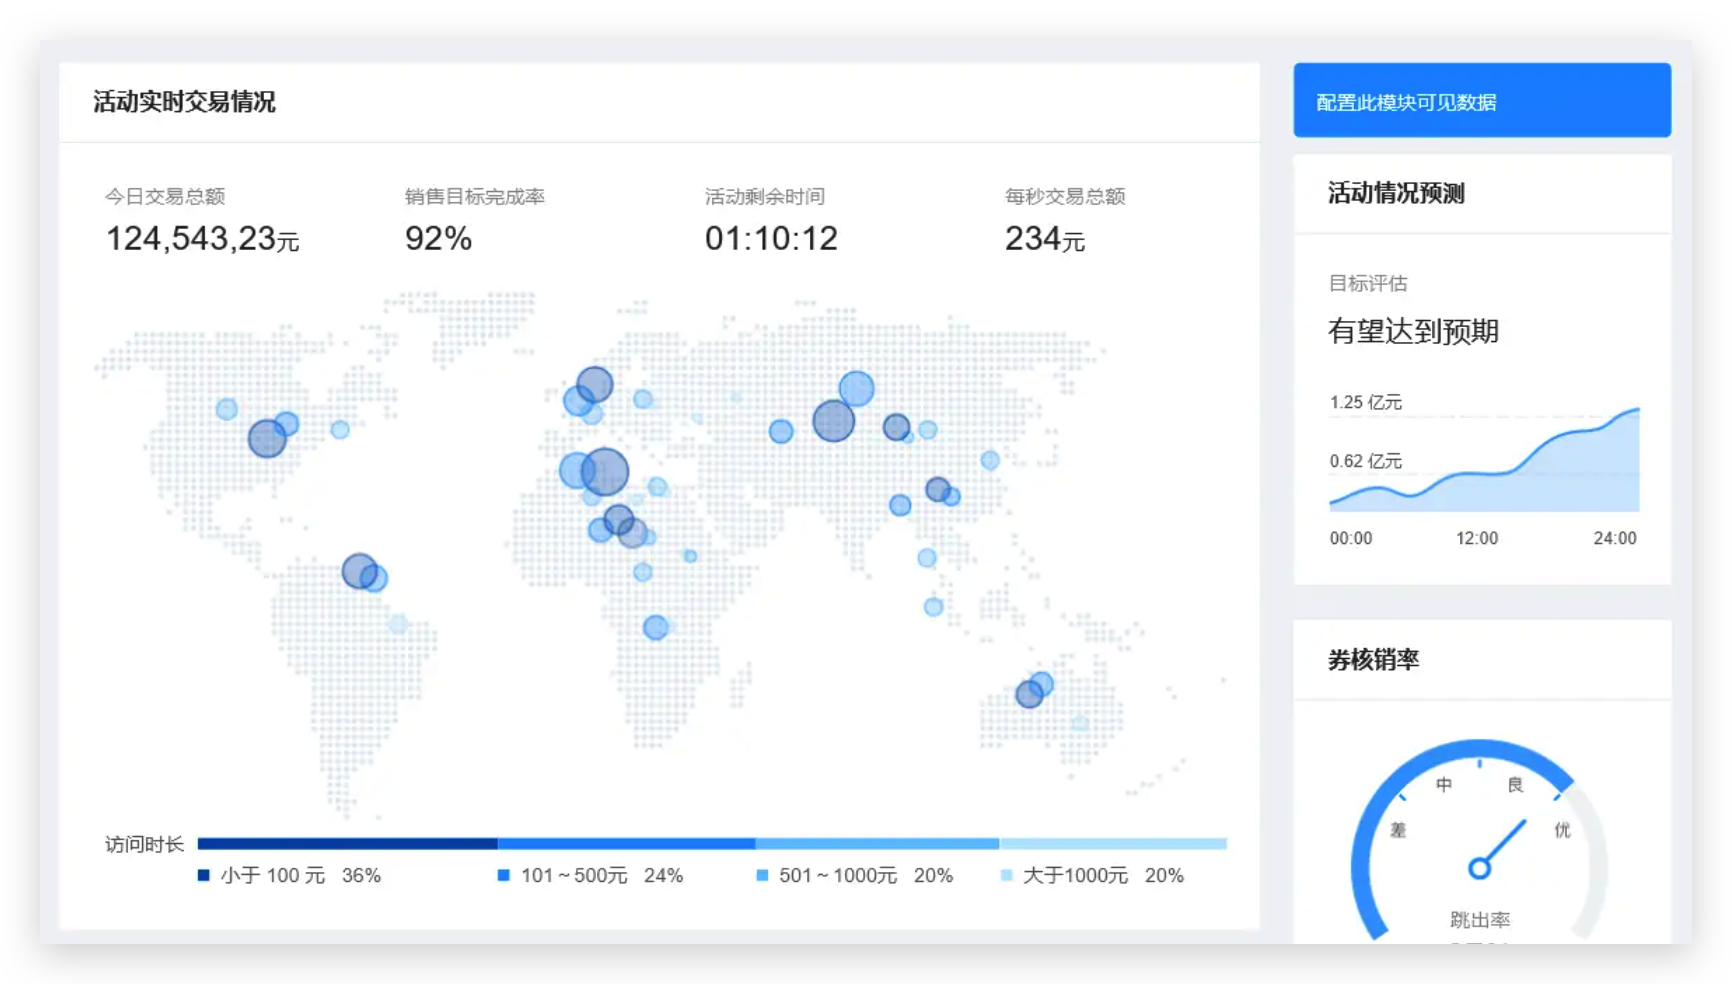 活动实时交易情况
今日交易总额
124,543,23元
销售目标完成率
92%
活动剩余时间
01:10:12
每秒交易总额
234元
访问时长
小于 100 元 36%
101 ~ 500元 24%
501 ~ 1000元 20%
大于1000元 20%
配置此模块可见数据
活动情况预测
目标评估
有望达到预期
1.25 亿元
0.62 亿元
00:00 12:00 24:00
券核销率
中 良
差 优
跳出率